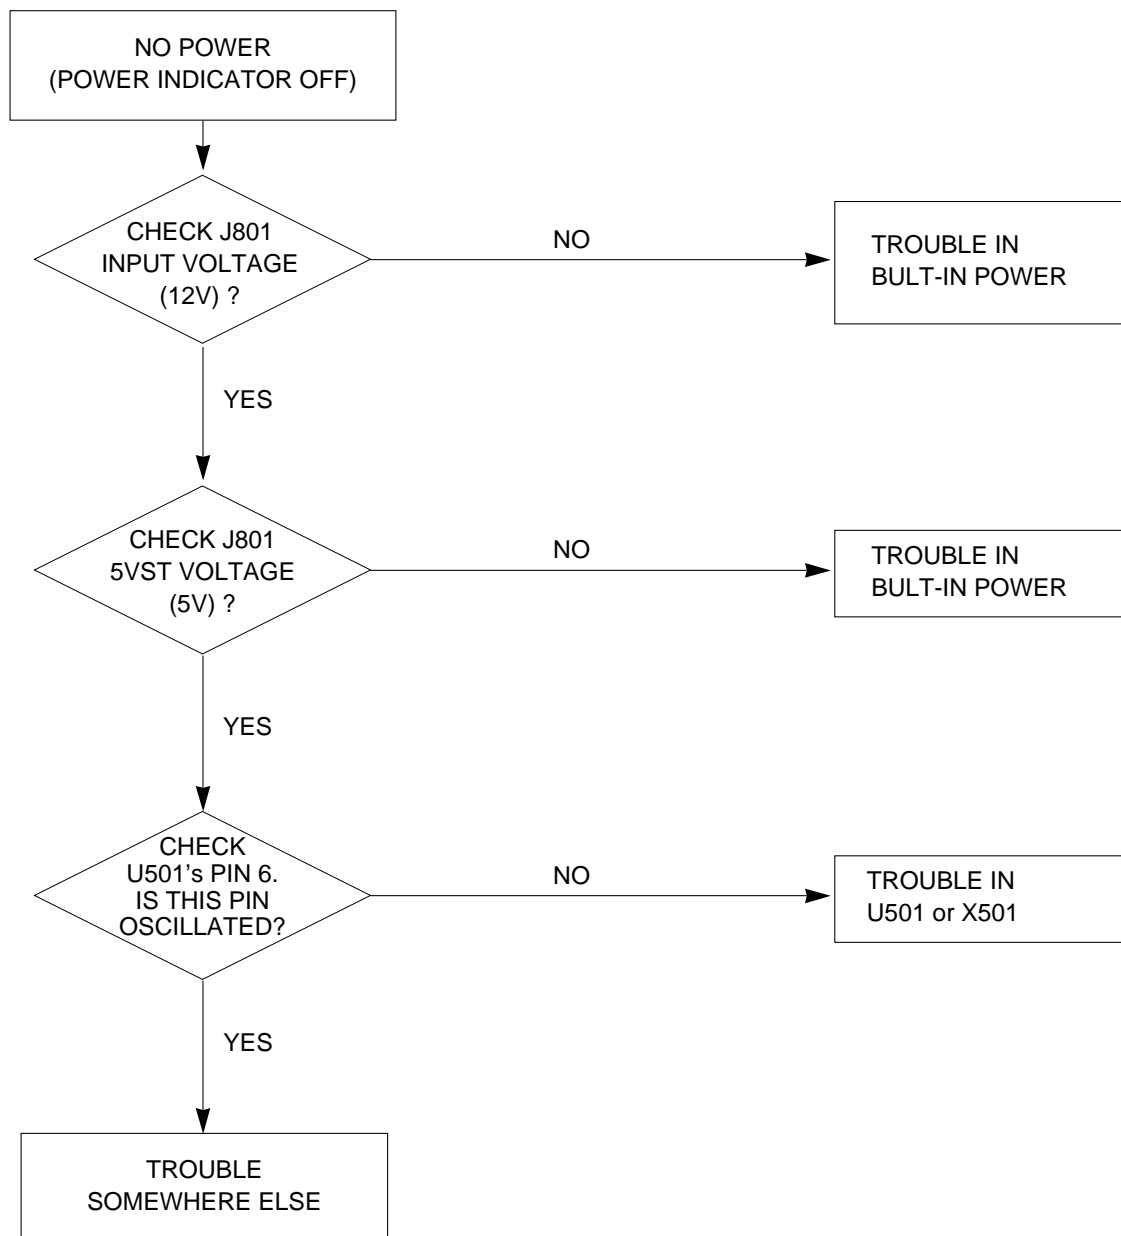 NO POWER
(POWER INDICATOR OFF)
CHECK J801
INPUT VOLTAGE
(12V) ?
NO
TROUBLE IN
BULT-IN POWER
YES
CHECK J801
5VST VOLTAGE
(5V) ?
NO
TROUBLE IN
BULT-IN POWER
YES
CHECK
U501’s PIN 6.
IS THIS PIN
OSCILLATED?
NO
TROUBLE IN
U501 or X501
YES
TROUBLE
SOMEWHERE ELSE